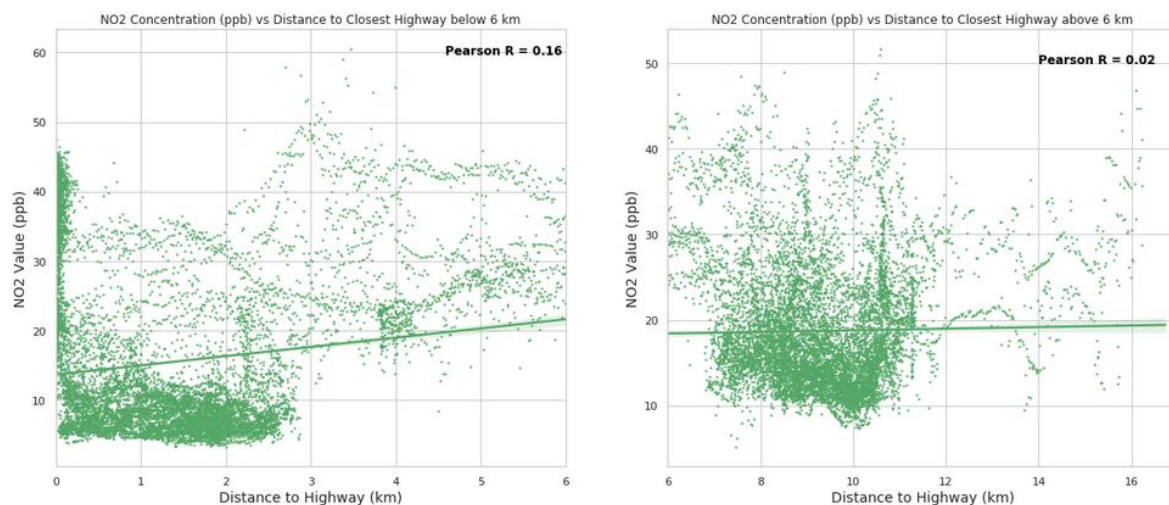 NO2 Concentration (ppb) vs Distance to Closest Highway below 6 km
Pearson R = 0.16
60
50
40
30
20
10
NO2 Value (ppb)
0 1 2 3 4 5 6
Distance to Highway (km)
NO2 Concentration (ppb) vs Distance to Closest Highway above 6 km
Pearson R = 0.02
50
40
30
20
10
NO2 Value (ppb)
6 8 10 12 14 16
Distance to Highway (km)